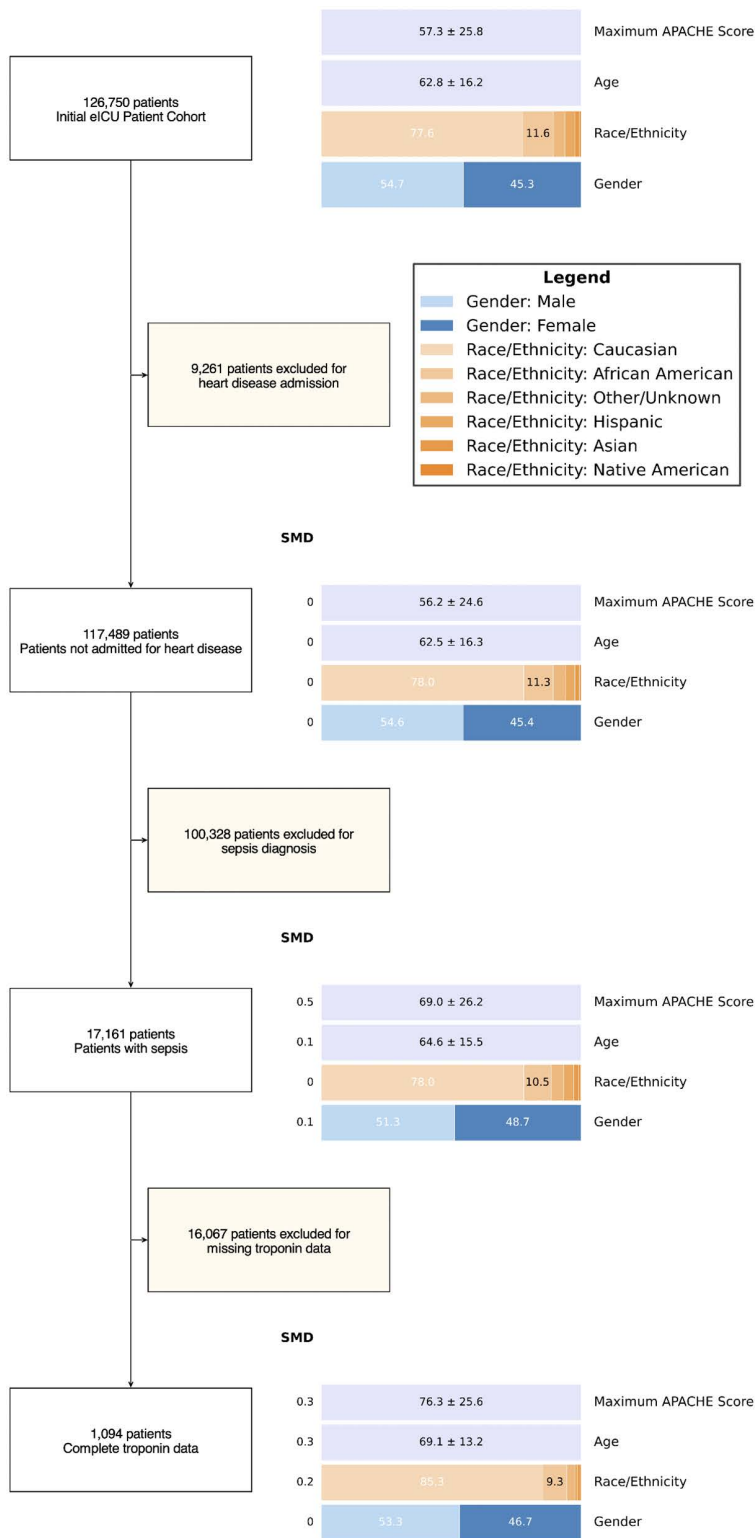 57.3 ± 25.8
Maximum APACHE Score
62.8 ± 16.2
Age
126,750 patients
Initial eICU Patient Cohort
77.6
11.6
Race/Ethnicity
54.7
45.3
Gender
Legend
Gender: Male
Gender: Female
Race/Ethnicity: Caucasian
Race/Ethnicity: African American
Race/Ethnicity: Other/Unknown
Race/Ethnicity: Hispanic
Race/Ethnicity: Asian
Race/Ethnicity: Native American
9,261 patients excluded for
heart disease admission
SMD
0
56.2 ± 24.6
Maximum APACHE Score
117,489 patients
Patients not admitted for heart disease
0
62.5 ± 16.3
Age
0
78.0
11.3
Race/Ethnicity
0
54.6
45.4
Gender
100,328 patients excluded for
sepsis diagnosis
SMD
0.5
69.0 ± 26.2
Maximum APACHE Score
17,161 patients
Patients with sepsis
0.1
64.6 ± 15.5
Age
0
78.0
10.5
Race/Ethnicity
0.1
51.3
48.7
Gender
16,067 patients excluded for
missing troponin data
SMD
0.3
76.3 ± 25.6
Maximum APACHE Score
1,094 patients
Complete troponin data
0.3
69.1 ± 13.2
Age
0.2
85.3
9.3
Race/Ethnicity
0
53.3
46.7
Gender